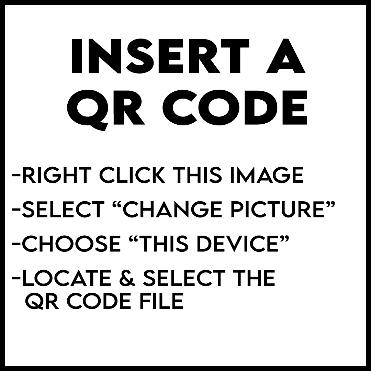 INSERT A
QR CODE
-RIGHT CLICK THIS IMAGE
-SELECT “CHANGE PICTURE”
-CHOOSE “THIS DEVICE”
-LOCATE & SELECT THE
QR CODE FILE